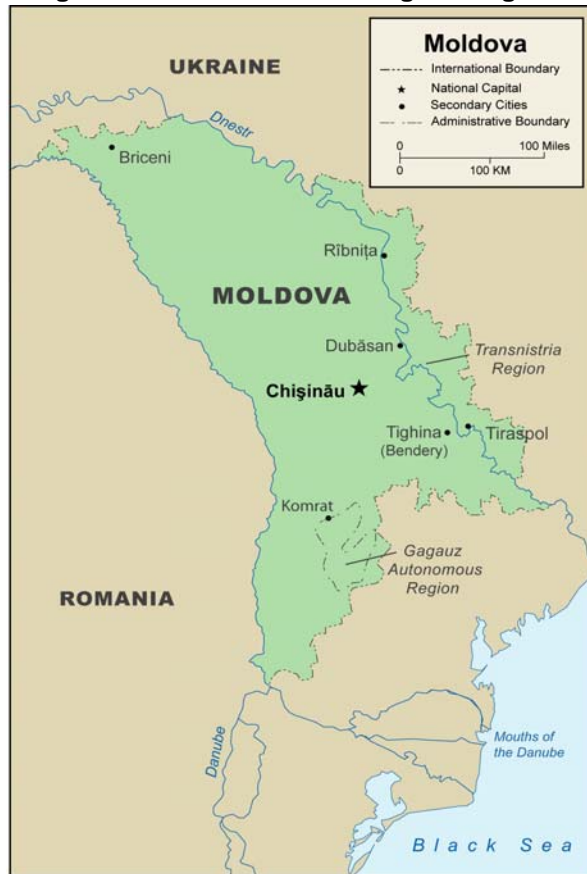 Moldova
International Boundary
National Capital
Secondary Cities
Administrative Boundary
0 100 Miles
0 100 KM
UKRAINE
Dnestr
Briceni
Rîbnița
MOLDOVA
Dubăsan
Transnistria
Region
Chişinău
Tighina
(Bendery)
Tiraspol
Komrat
Gagauz
Autonomous
Region
ROMANIA
Danube
Mouths of
the Danube
Black Sea